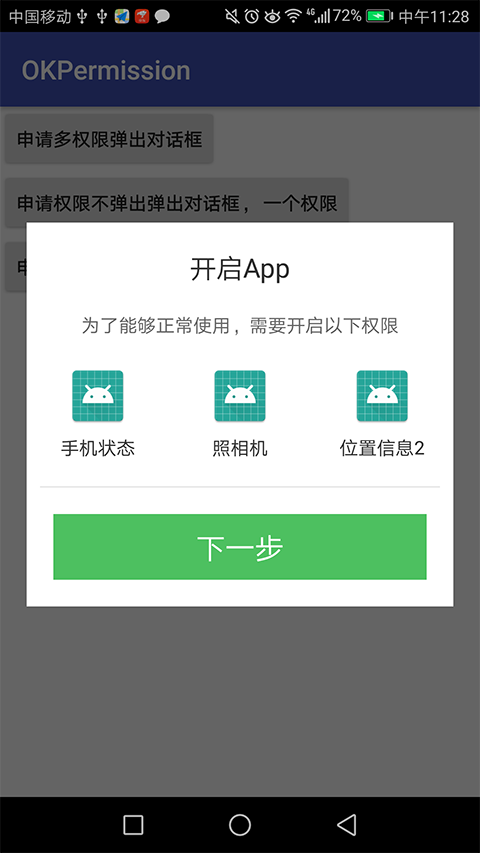 中国移动 4G 72% 中午11:28
OKPermission
申请多权限弹出对话框
申请权限不弹出弹出对话框，一个权限
开启App
为了能够正常使用，需要开启以下权限
手机状态 照相机 位置信息2
下一步